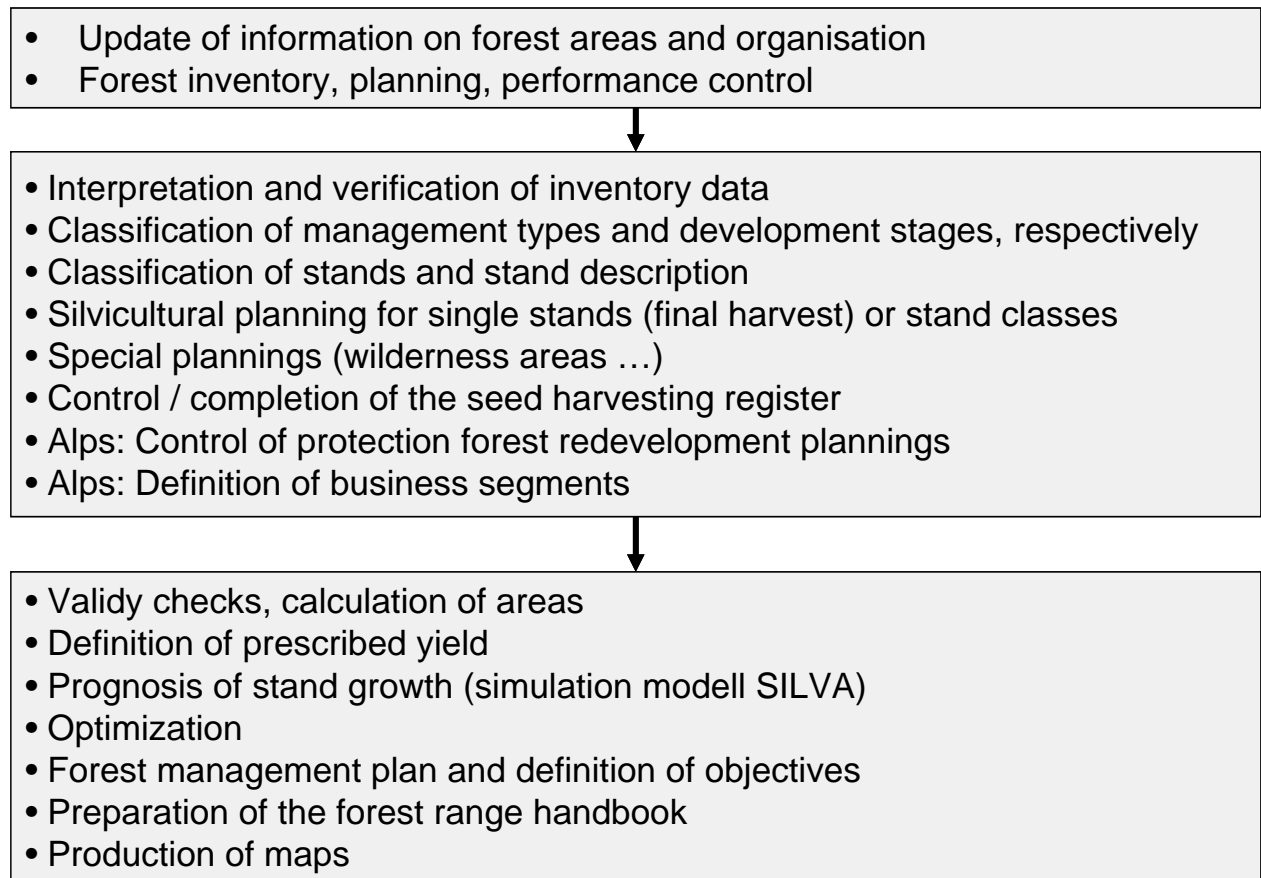 • Update of information on forest areas and organisation
• Forest inventory, planning, performance control
• Interpretation and verification of inventory data
• Classification of management types and development stages, respectively
• Classification of stands and stand description
• Silvicultural planning for single stands (final harvest) or stand classes
• Special plannings (wilderness areas …)
• Control / completion of the seed harvesting register
• Alps: Control of protection forest redevelopment plannings
• Alps: Definition of business segments
• Validy checks, calculation of areas
• Definition of prescribed yield
• Prognosis of stand growth (simulation modell SILVA)
• Optimization
• Forest management plan and definition of objectives
• Preparation of the forest range handbook
• Production of maps